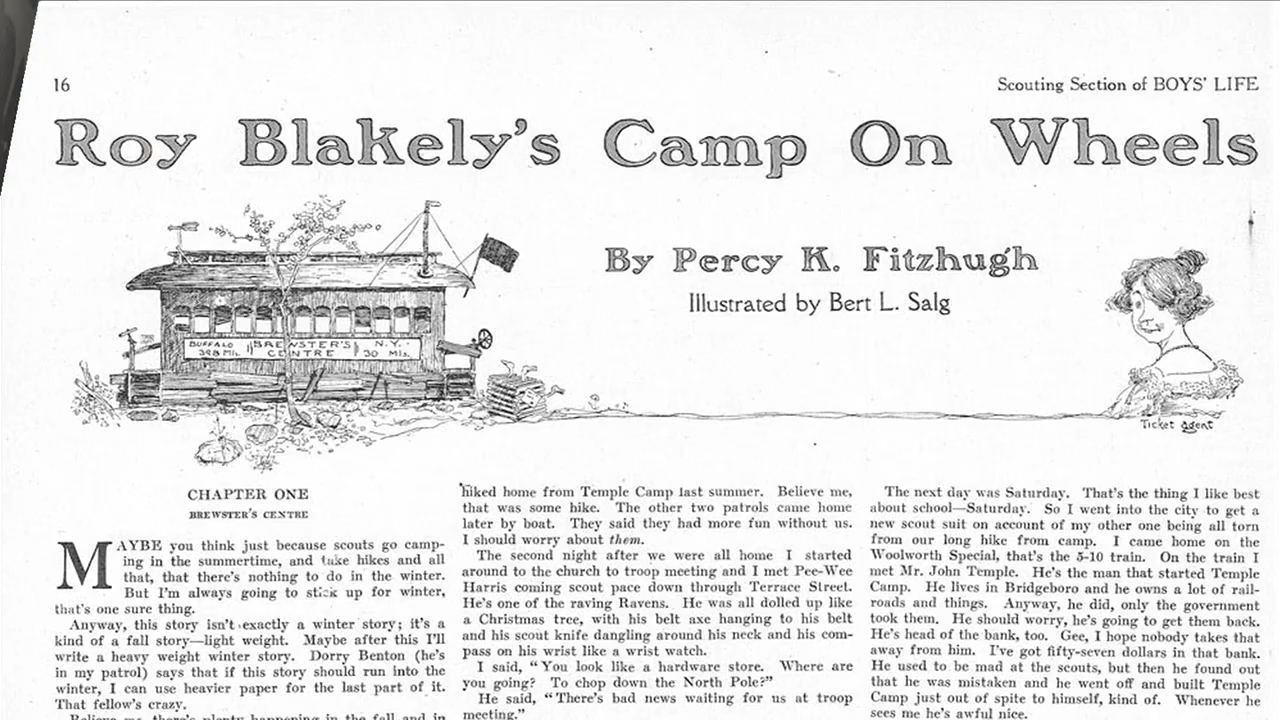 16
Scouting Section of BOYS' LIFE
Roy Blakely's Camp On Wheels
By Percy K. Fitzhugh
Illustrated by Bert L. Salg
BUFFALO 398 Mls. BREWSTER'S CENTRE N.Y. 30 Mls.
Ticket agent
CHAPTER ONE
BREWSTER'S CENTRE
MAYBE you think just because scouts go camp-
ing in the summertime, and take hikes and all
that, that there's nothing to do in the winter.
But I'm always going to stick up for winter,
that's one sure thing.
Anyway, this story isn't exactly a winter story; it's a
kind of a fall story—light weight. Maybe after this I'll
write a heavy weight winter story. Dorry Benton (he's
in my patrol) says that if this story should run into the
winter, I can use heavier paper for the last part of it.
That fellow's crazy.
Believe me, there's plenty happening in the fall and in
hiked home from Temple Camp last summer. Believe me,
that was some hike. The other two patrols came home
later by boat. They said they had more fun without us.
I should worry about them.
The second night after we were all home I started
around to the church to troop meeting and I met Pee-Wee
Harris coming scout pace down through Terrace Street.
He's one of the raving Ravens. He was all dolled up like
a Christmas tree, with his belt axe hanging to his belt
and his scout knife dangling around his neck and his com-
pass on his wrist like a wrist watch.
I said, "You look like a hardware store. Where are
you going? To chop down the North Pole?"
He said, "There's bad news waiting for us at troop
meeting."
The next day was Saturday. That's the thing I like best
about school—Saturday. So I went into the city to get a
new scout suit on account of my other one being all torn
from our long hike from camp. I came home on the
Woolworth Special, that's the 5-10 train. On the train I
met Mr. John Temple. He's the man that started Temple
Camp. He lives in Bridgeboro and he owns a lot of rail-
roads and things. Anyway, he did, only the government
took them. He should worry, he's going to get them back.
He's head of the bank, too. Gee, I hope nobody takes that
away from him. I've got fifty-seven dollars in that bank.
He used to be mad at the scouts, but then he found out
that he was mistaken and he went off and built Temple
Camp just out of spite to himself, kind of. Whenever he
sees me he's awful nice.